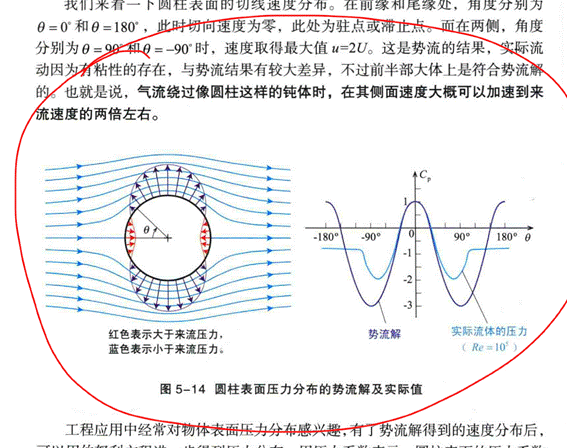 我们来看一下圆柱表面的切线速度分布。在前缘和尾缘处，角度分别为
θ=0°和θ=180°，此时切向速度为零，此处为驻点或滞止点。而在两侧，角度
分别为θ=90°和θ=-90°时，速度取得最大值u=2U。这是势流的结果，实际流
动因为有粘性的存在，与势流结果有较大差异，不过前半部大体上是符合势流解
的。也就是说，气流绕过像圆柱这样的钝体时，在其侧面速度大概可以加速到来
流速度的两倍左右。
θ
红色表示大于来流压力，
蓝色表示小于来流压力。
Cp
1
-180° -90° 0 90° 180° θ
-1
-2
-3
势流解
实际流体的压力
（Re=10⁵）
图 5-14 圆柱表面压力分布的势流解及实际值
工程应用中经常对物体表面压力分布感兴趣，有了势流解得到的速度分布后，